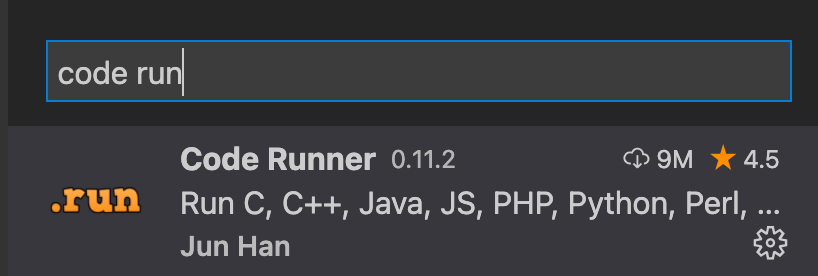 code run
Code Runner 0.11.2 9M 4.5
.run
Run C, C++, Java, JS, PHP, Python, Perl, ...
Jun Han